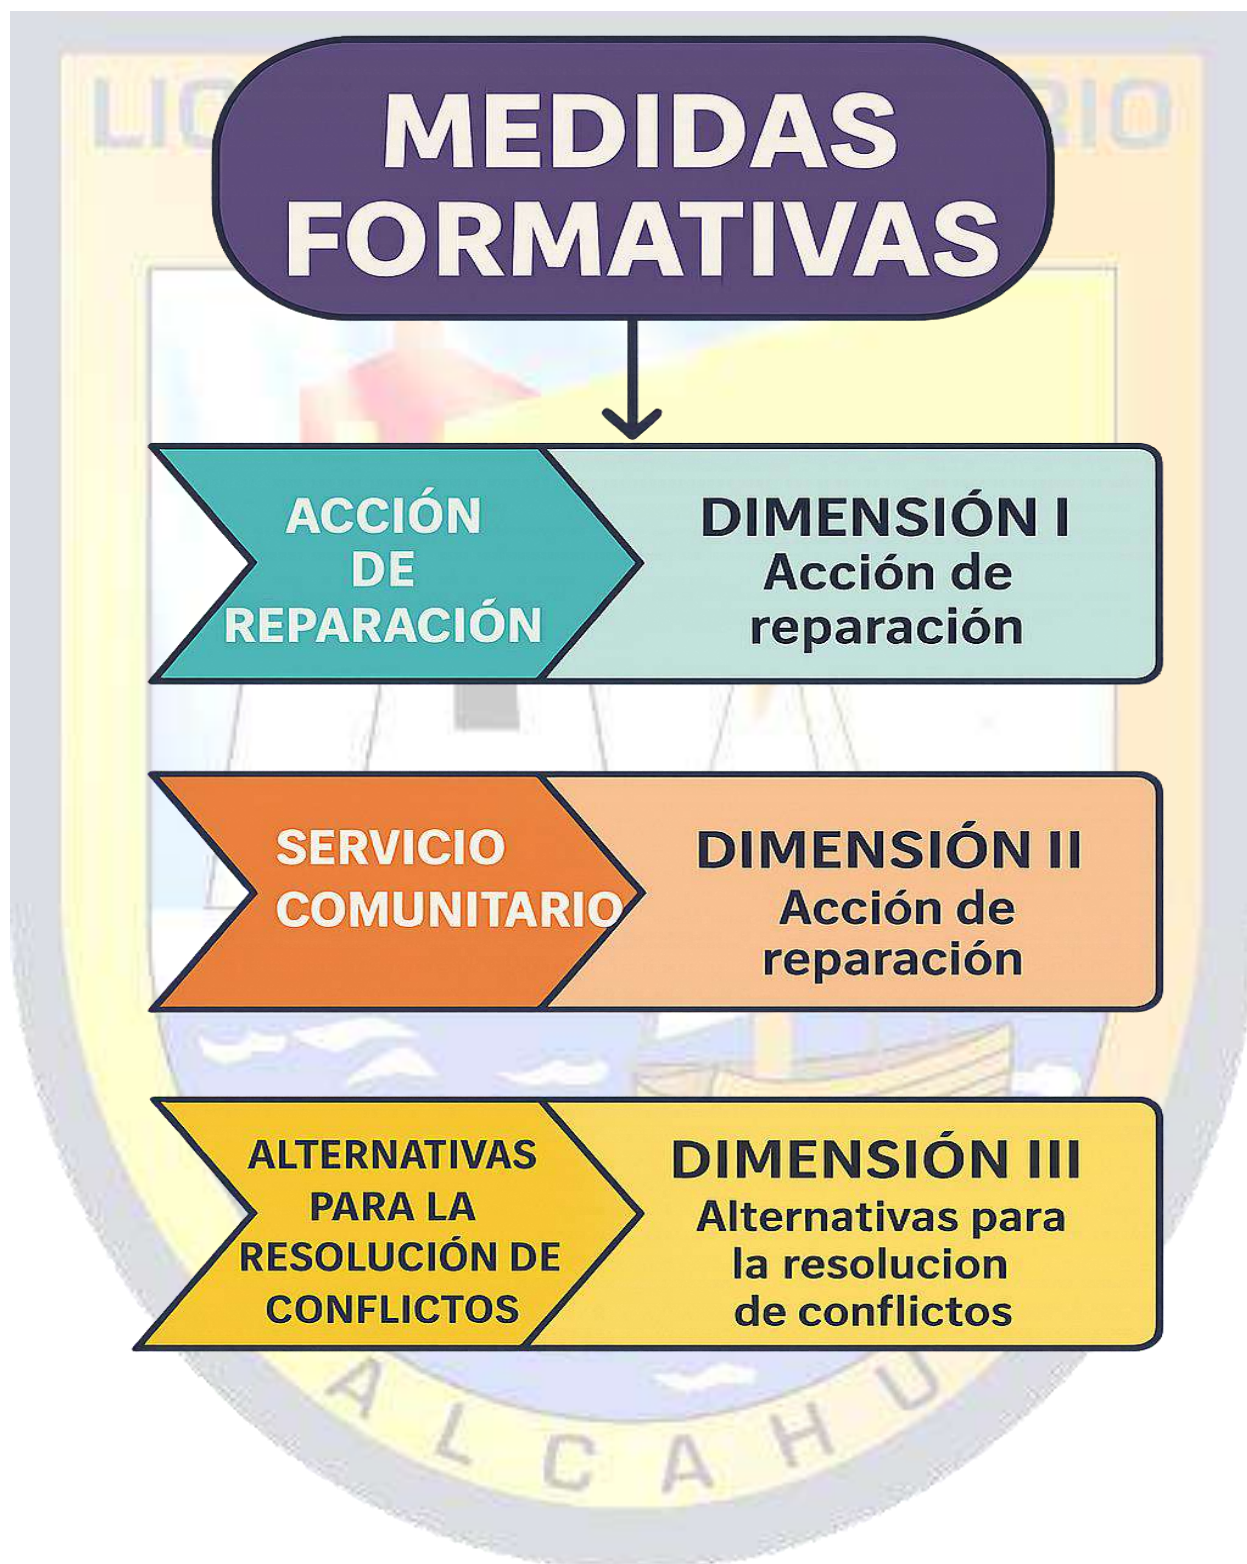 MEDIDAS
FORMATIVAS
ACCIÓN
DE
REPARACIÓN
DIMENSIÓN I
Acción de
reparación
SERVICIO
COMUNITARIO
DIMENSIÓN II
Acción de
reparación
ALTERNATIVAS
PARA LA
RESOLUCIÓN DE
CONFLICTOS
DIMENSIÓN III
Alternativas para
la resolucion
de conflictos
ALCAHU